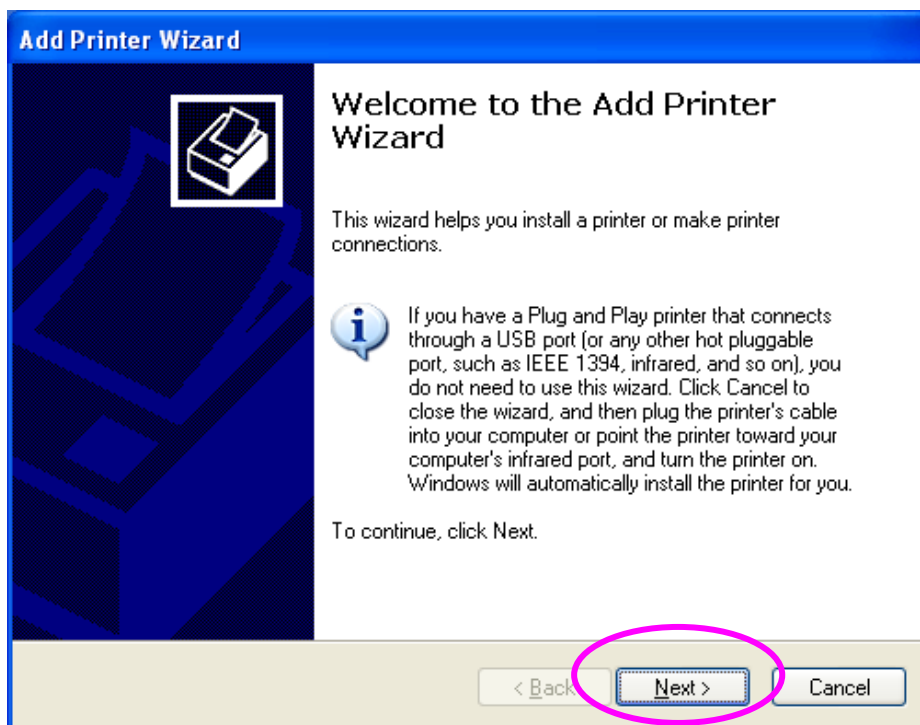 Add Printer Wizard
Welcome to the Add Printer
Wizard
This wizard helps you install a printer or make printer
connections.
If you have a Plug and Play printer that connects
through a USB port (or any other hot pluggable
port, such as IEEE 1394, infrared, and so on), you
do not need to use this wizard. Click Cancel to
close the wizard, and then plug the printer's cable
into your computer or point the printer toward your
computer's infrared port, and turn the printer on.
Windows will automatically install the printer for you.
To continue, click Next.
< Back Next > Cancel